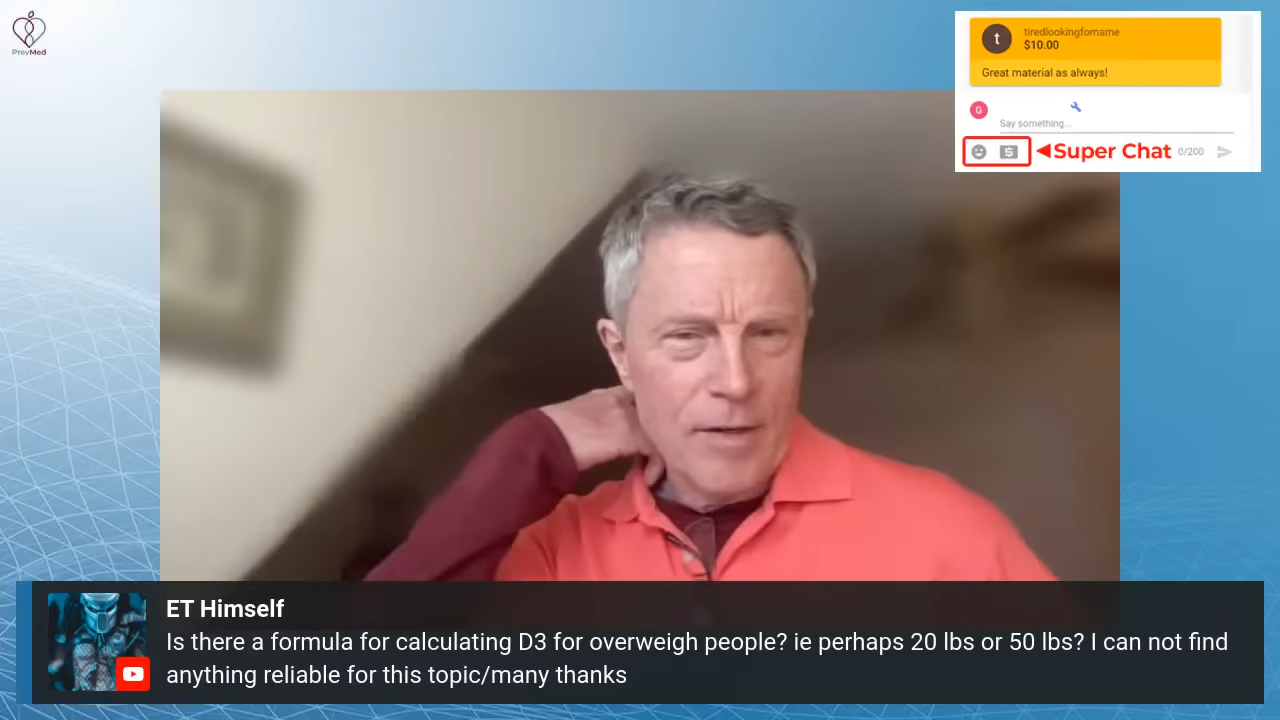 PrevMed
t
tiredlookingforname
$10.00
Great material as always!
G
Say something...
Super Chat
0/200
ET Himself
Is there a formula for calculating D3 for overweigh people? ie perhaps 20 lbs or 50 lbs? I can not find
anything reliable for this topic/many thanks